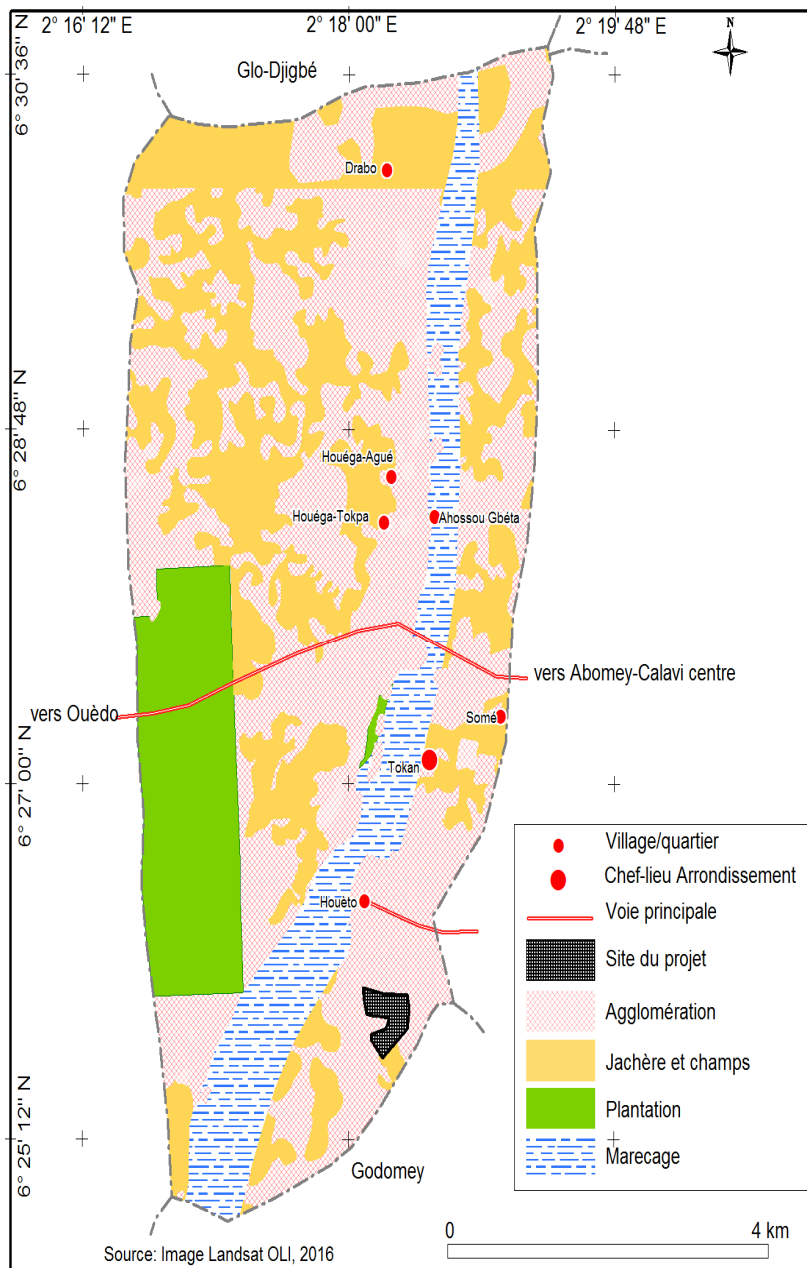 2° 16' 12" E
2° 18' 00" E
2° 19' 48" E
N
6° 30' 36" N
Glo-Djigbé
Drabo
6° 28' 48" N
Houéga-Agué
Houéga-Tokpa
Ahossou Gbéta
vers Abomey-Calavi centre
vers Ouèdo
Somé
Tokan
6° 27' 00" N
Houèto
Village/quartier
Chef-lieu Arrondissement
Voie principale
Site du projet
Agglomération
Jachère et champs
Plantation
Marecage
6° 25' 12" N
Godomey
0 4 km
Source: Image Landsat OLI, 2016